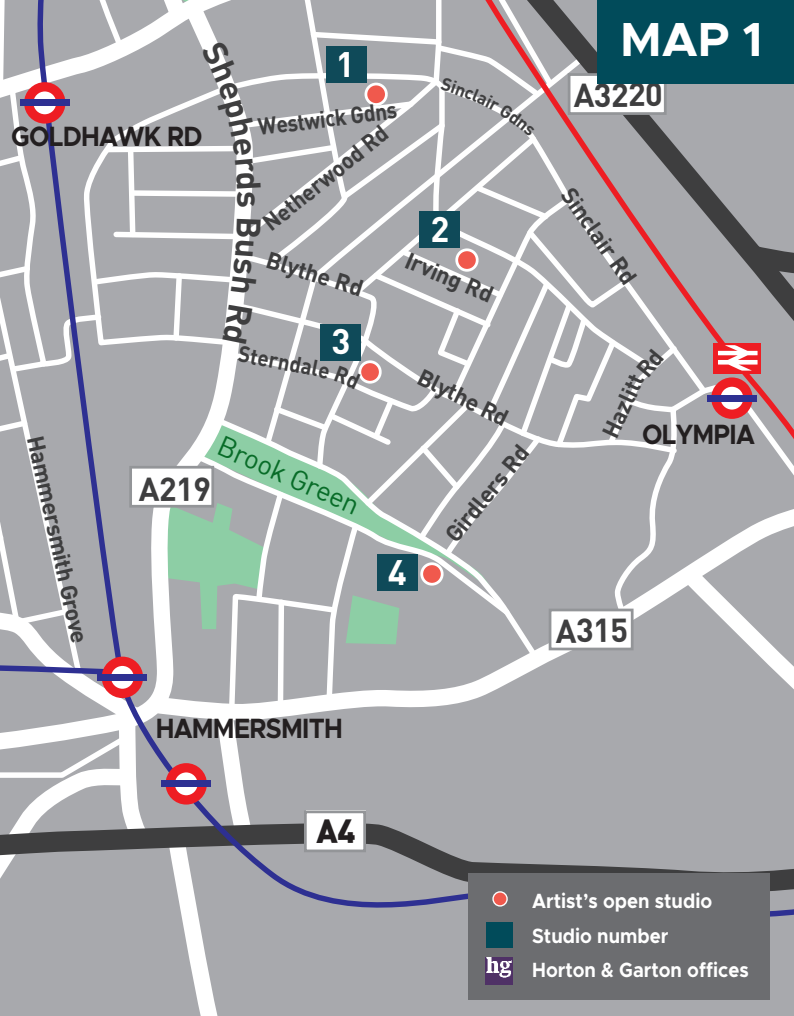 MAP 1
1
A3220
Sinclair Gdns
Westwick Gdns
GOLDHAWK RD
Shepherds Bush Rd
Netherwood Rd
Sinclair Rd
2
Blythe Rd
Irving Rd
3
Sterndale Rd
Blythe Rd
Hazlitt Rd
OLYMPIA
Brook Green
Hammersmith Grove
A219
Girdlers Rd
4
A315
HAMMERSMITH
A4
Artist's open studio
Studio number
hg Horton & Garton offices